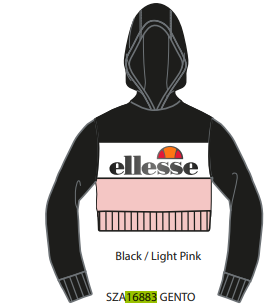 ellesse
Black / Light Pink
SZA16883 GENTO